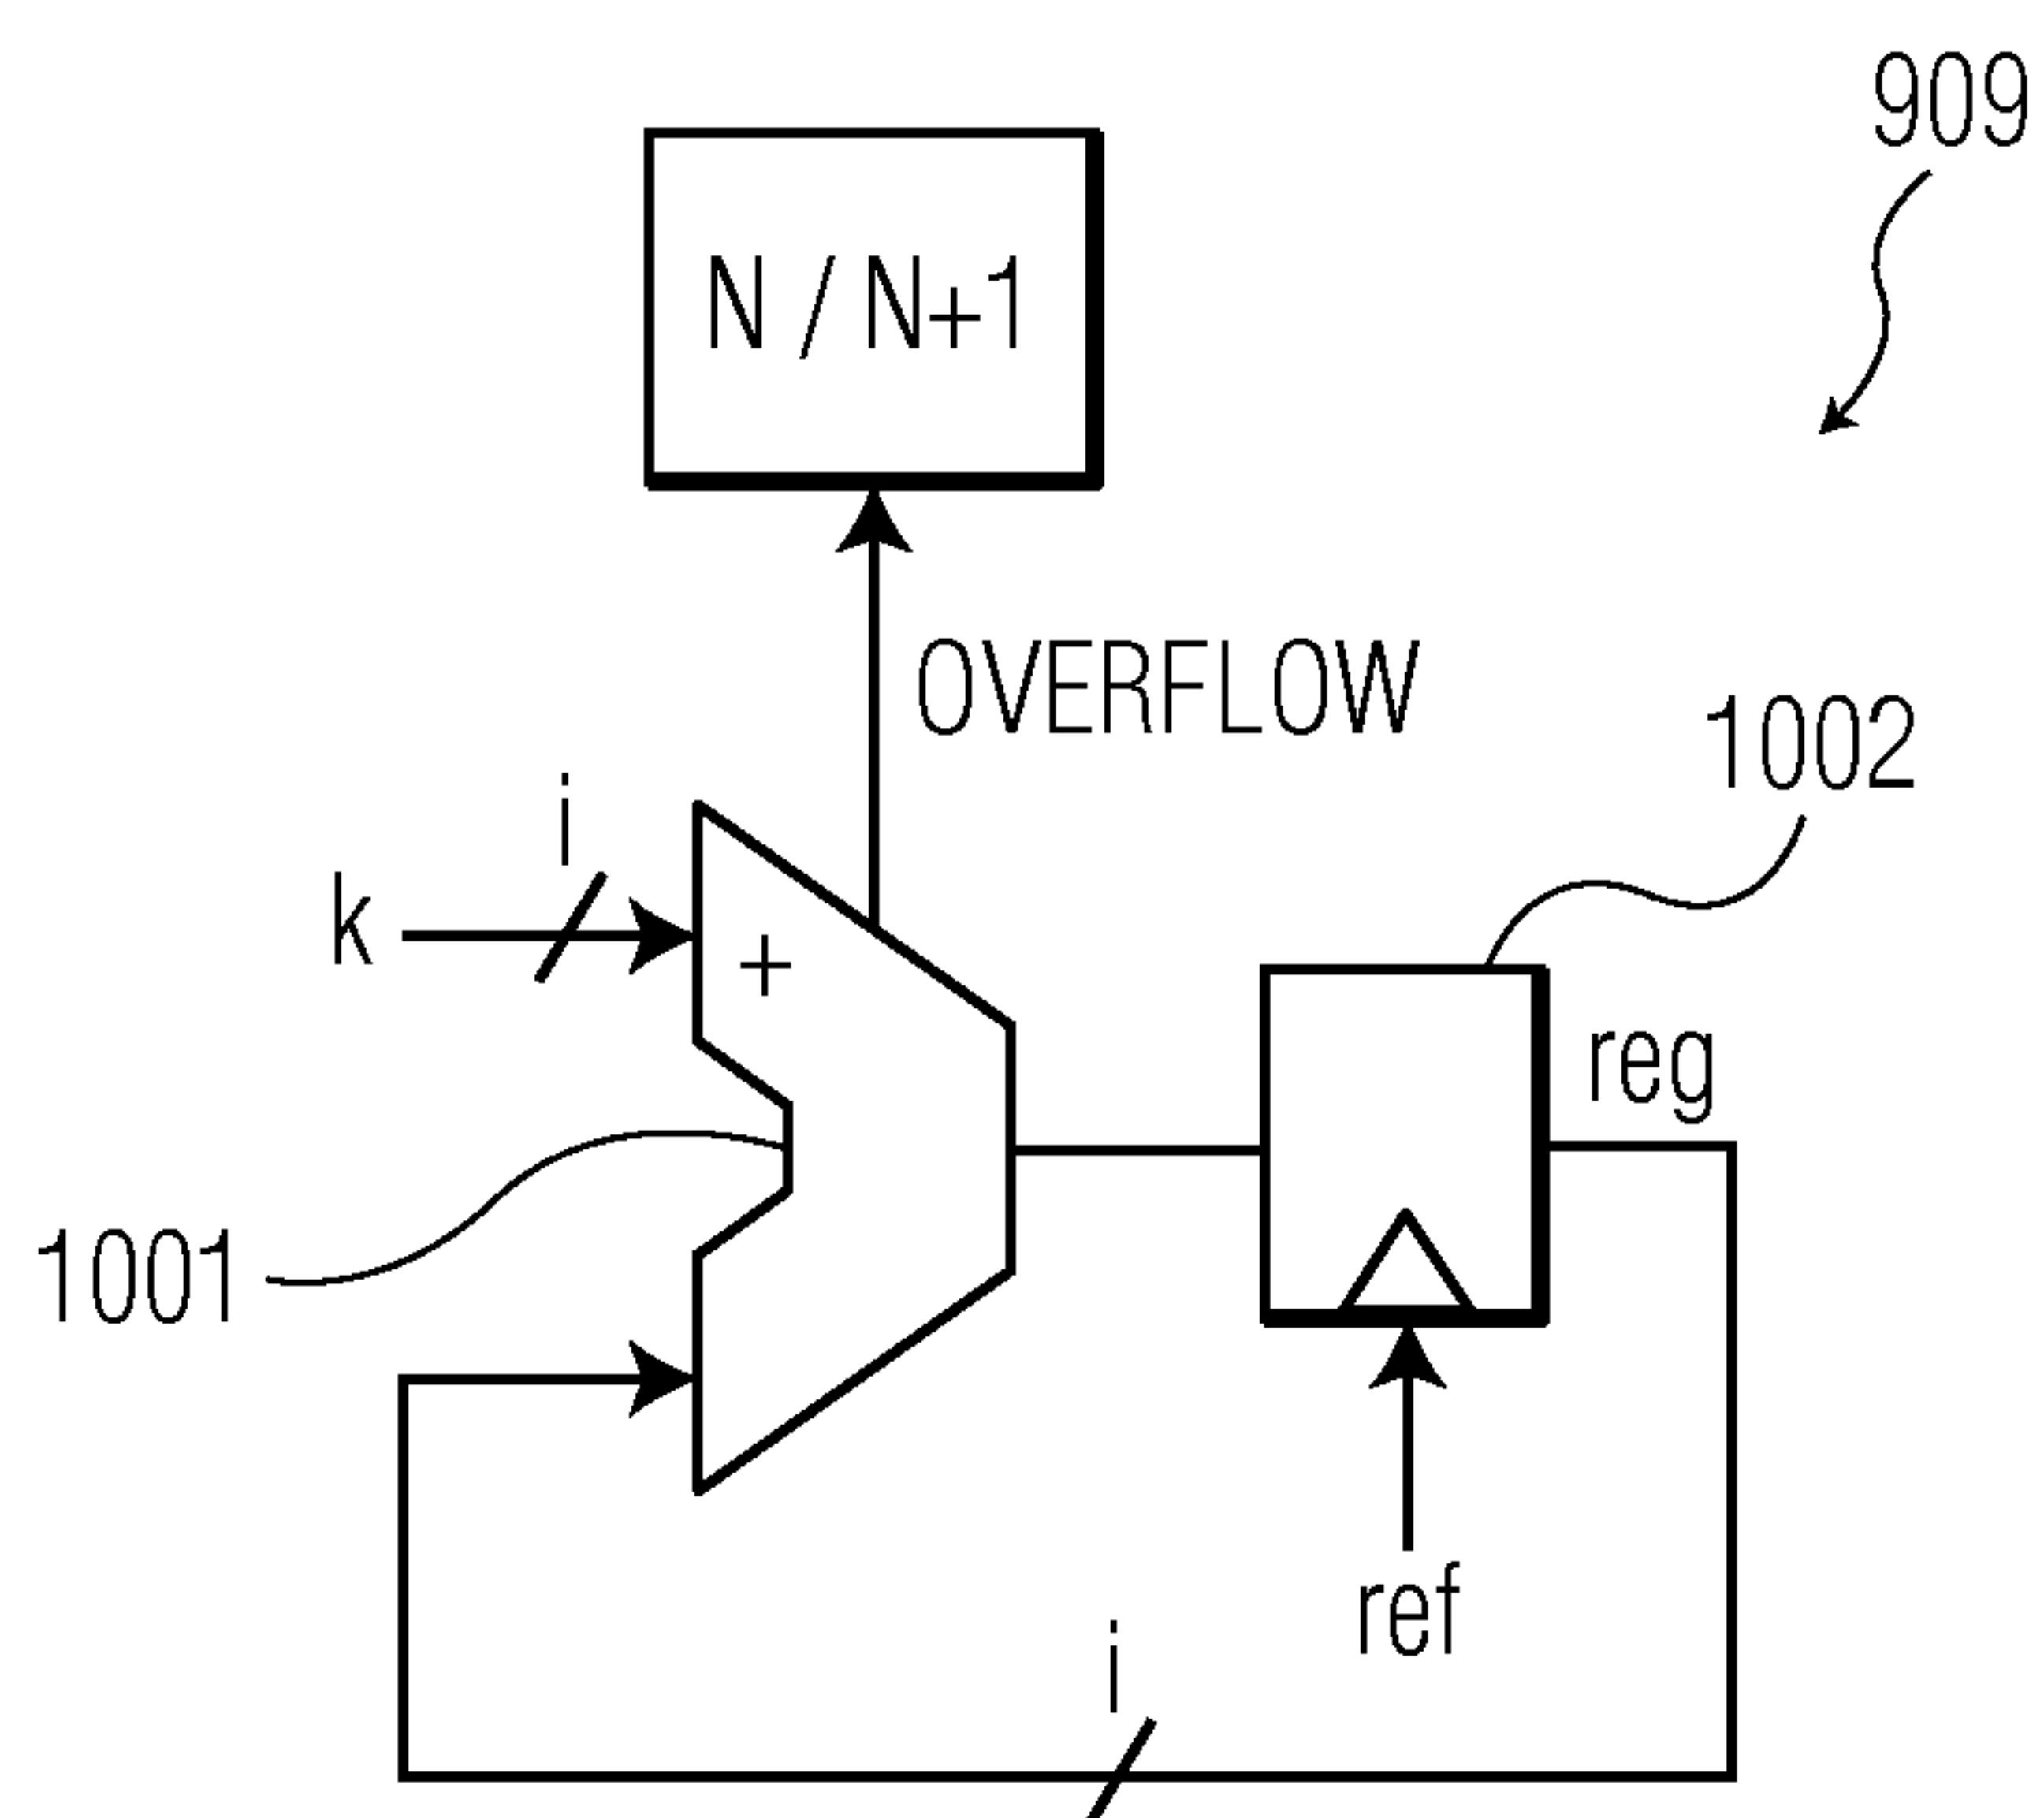 909
N / N+1
OVERFLOW
1002
i
k
+
reg
1001
ref
i